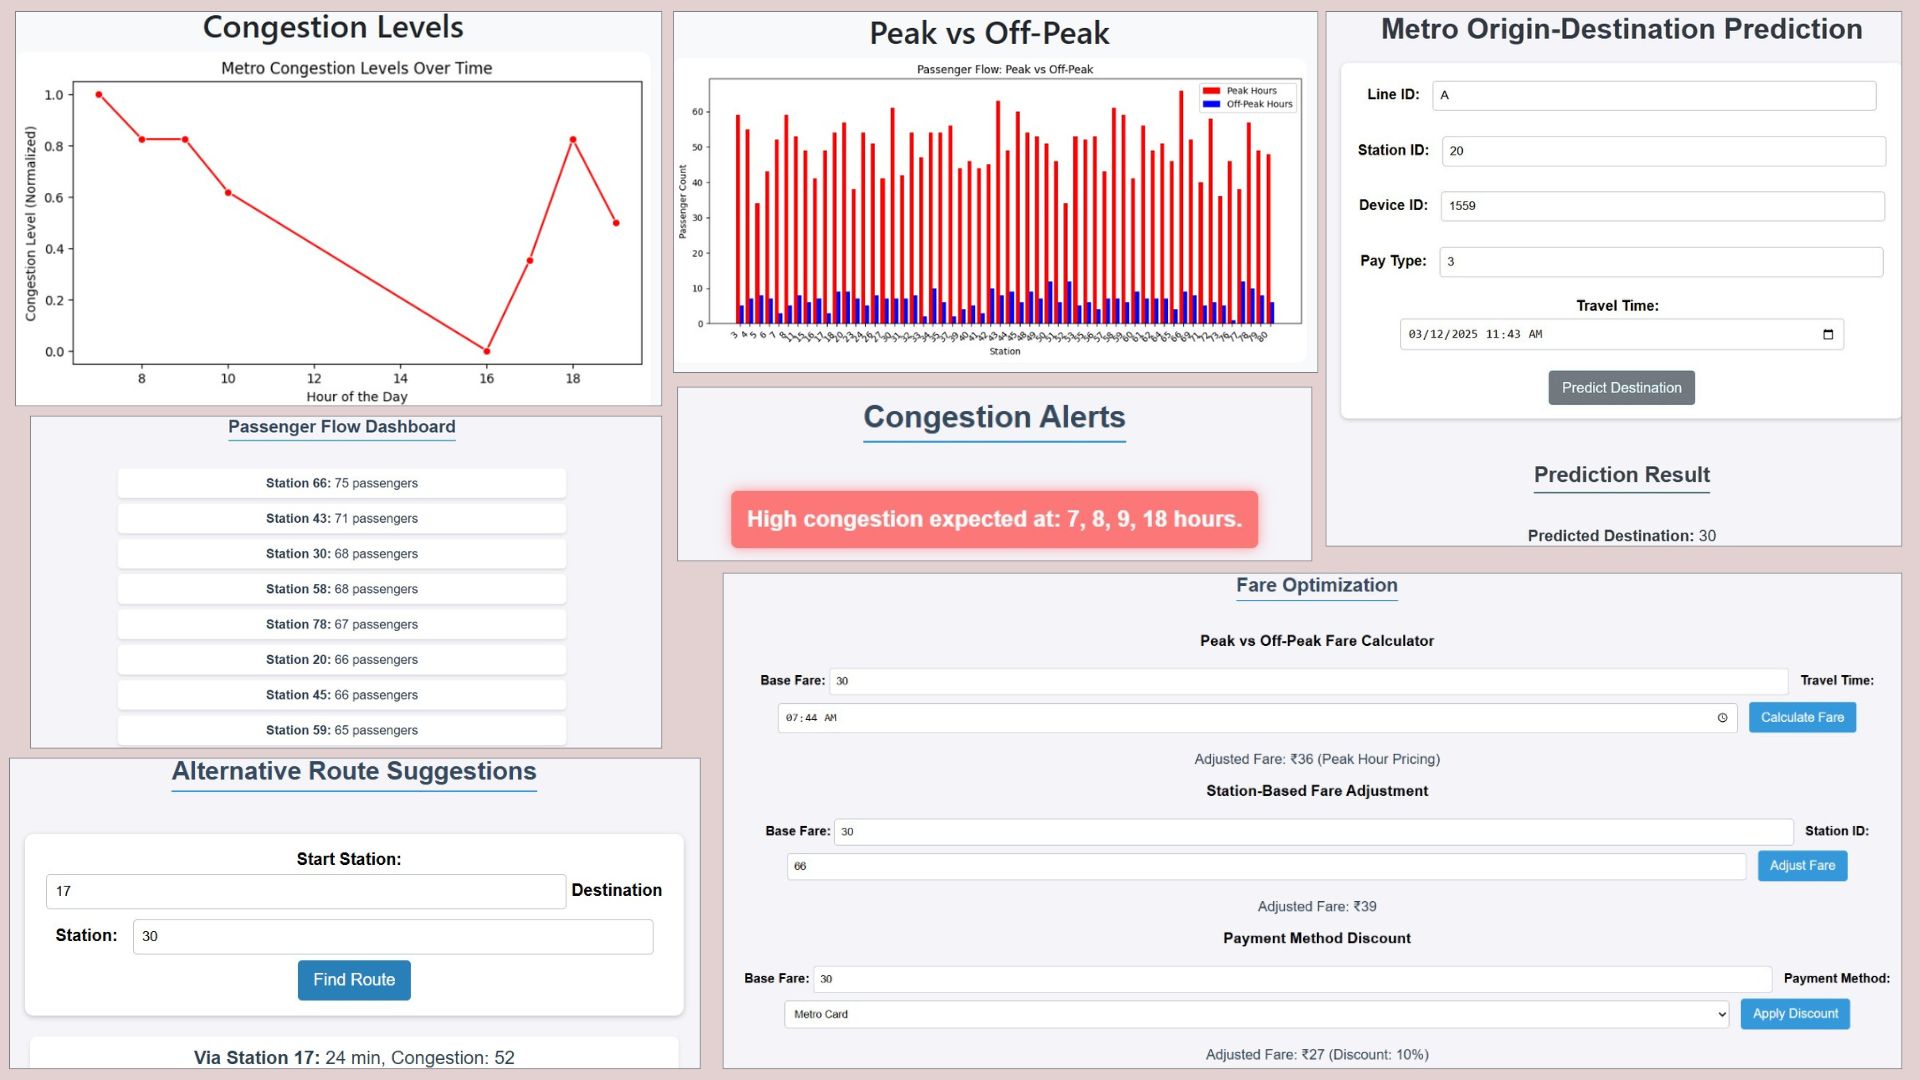 Congestion Levels
Metro Congestion Levels Over Time
Congestion Level (Normalized)
1.0
0.8
0.6
0.4
0.2
0.0
8 10 12 14 16 18
Hour of the Day
Peak vs Off-Peak
Passenger Flow: Peak vs Off-Peak
Peak Hours
Off-Peak Hours
Passenger Count
60
50
40
30
20
10
0
Station
Metro Origin-Destination Prediction
Line ID: A
Station ID: 20
Device ID: 1559
Pay Type: 3
Travel Time:
03/12/2025 11:43 AM
Predict Destination
Prediction Result
Predicted Destination: 30
Passenger Flow Dashboard
Station 66: 75 passengers
Station 43: 71 passengers
Station 30: 68 passengers
Station 58: 68 passengers
Station 78: 67 passengers
Station 20: 66 passengers
Station 45: 66 passengers
Station 59: 65 passengers
Congestion Alerts
High congestion expected at: 7, 8, 9, 18 hours.
Alternative Route Suggestions
Start Station:
17 Destination
Station: 30
Find Route
Via Station 17: 24 min, Congestion: 52
Fare Optimization
Peak vs Off-Peak Fare Calculator
Base Fare: 30 Travel Time:
07:44 AM Calculate Fare
Adjusted Fare: ₹36 (Peak Hour Pricing)
Station-Based Fare Adjustment
Base Fare: 30 Station ID:
66 Adjust Fare
Adjusted Fare: ₹39
Payment Method Discount
Base Fare: 30 Payment Method:
Metro Card Apply Discount
Adjusted Fare: ₹27 (Discount: 10%)